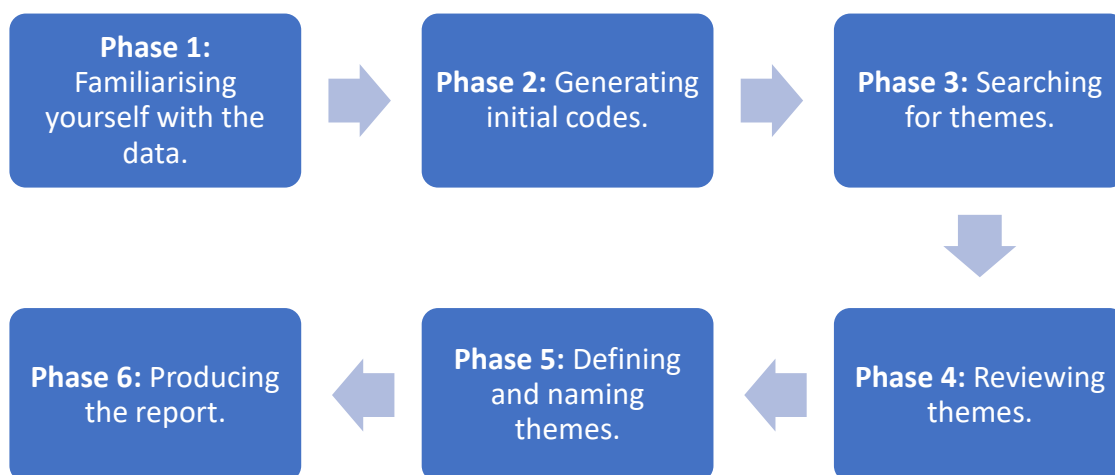 Phase 1:
Familiarising
yourself with the
data.
Phase 2: Generating
initial codes.
Phase 3: Searching
for themes.
Phase 4: Reviewing
themes.
Phase 5: Defining
and naming
themes.
Phase 6: Producing
the report.